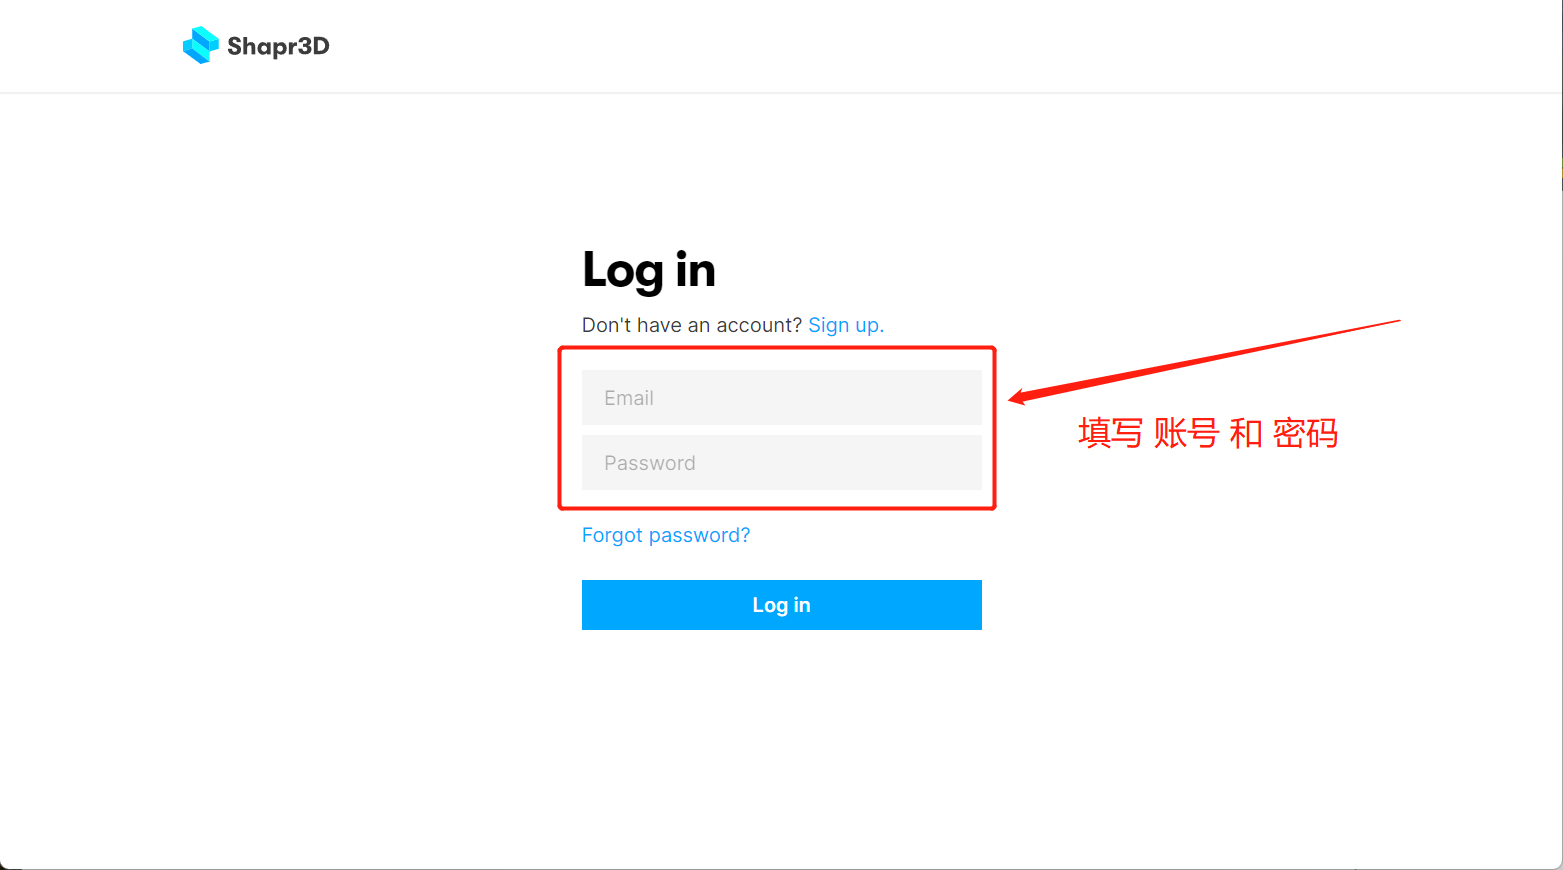 Shapr3D
Log in
Don't have an account? Sign up.
Email
Password
填写 账号 和 密码
Forgot password?
Log in